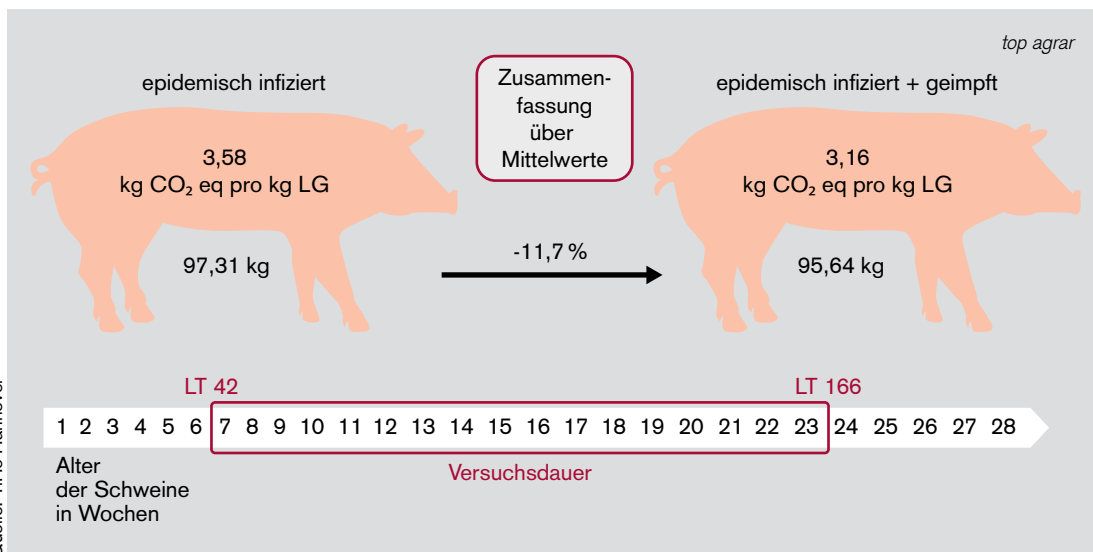 top agrar
epidemisch infiziert
Zusammen-
fassung
über
Mittelwerte
epidemisch infiziert + geimpft
3,58
kg CO₂ eq pro kg LG
3,16
kg CO₂ eq pro kg LG
97,31 kg
-11,7 %
95,64 kg
LT 42
LT 166
1 2 3 4 5 6 7 8 9 10 11 12 13 14 15 16 17 18 19 20 21 22 23 24 25 26 27 28
Alter
der Schweine
in Wochen
Versuchsdauer